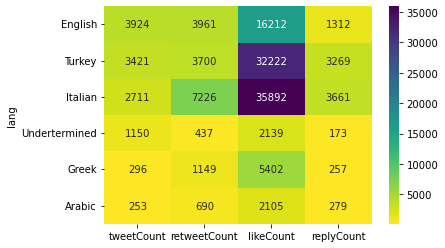 English 3924 3961 16212 1312
Turkey 3421 3700 32222 3269
Italian 2711 7226 35892 3661
Undertermined 1150 437 2139 173
Greek 296 1149 5402 257
Arabic 253 690 2105 279
tweetCount retweetCount likeCount replyCount
lang
35000
30000
25000
20000
15000
10000
5000